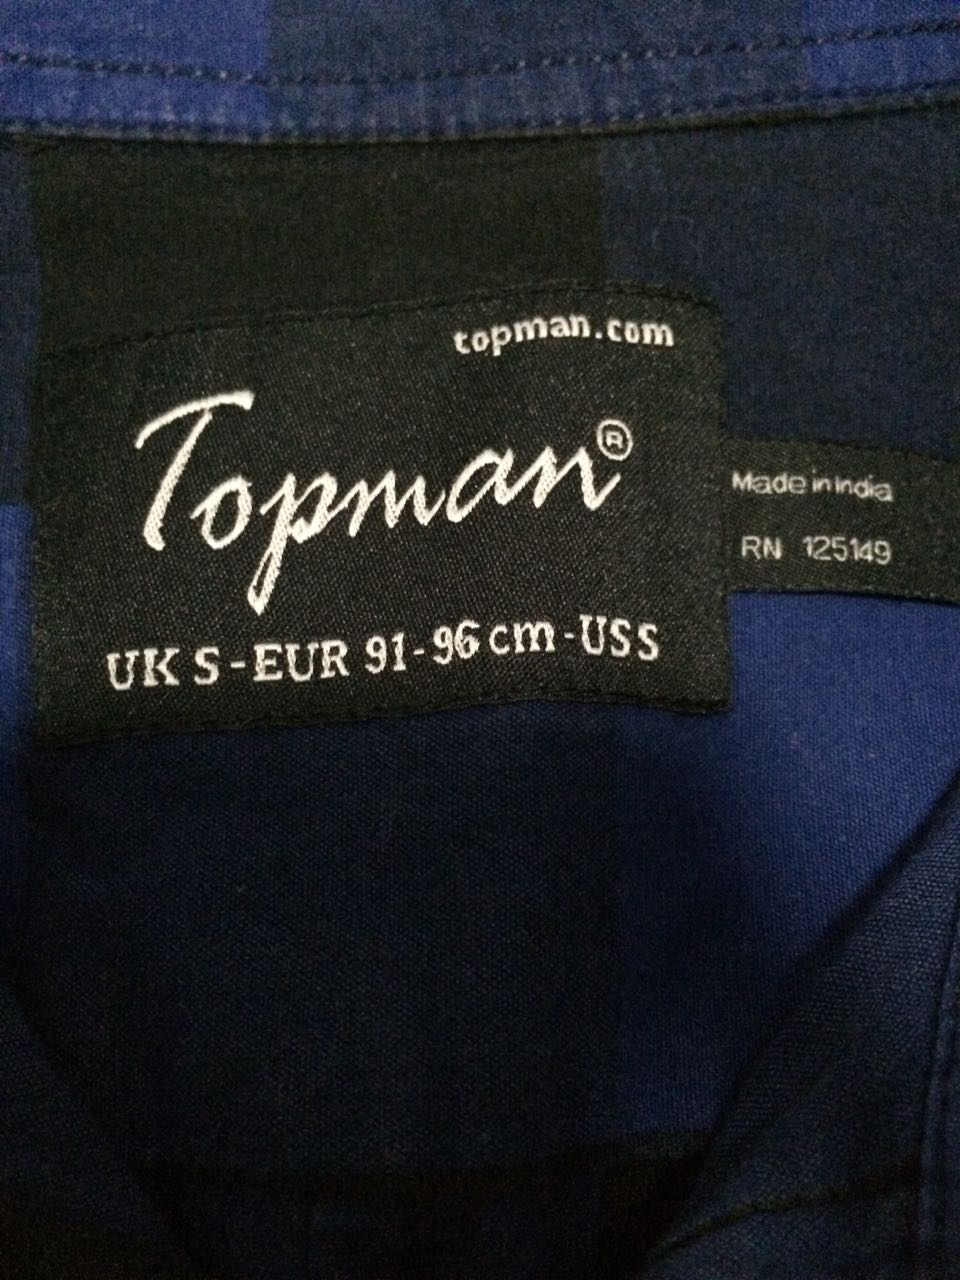 topman.com
Topman®
UK S - EUR 91-96 cm - US S
Made in India
RN 125149